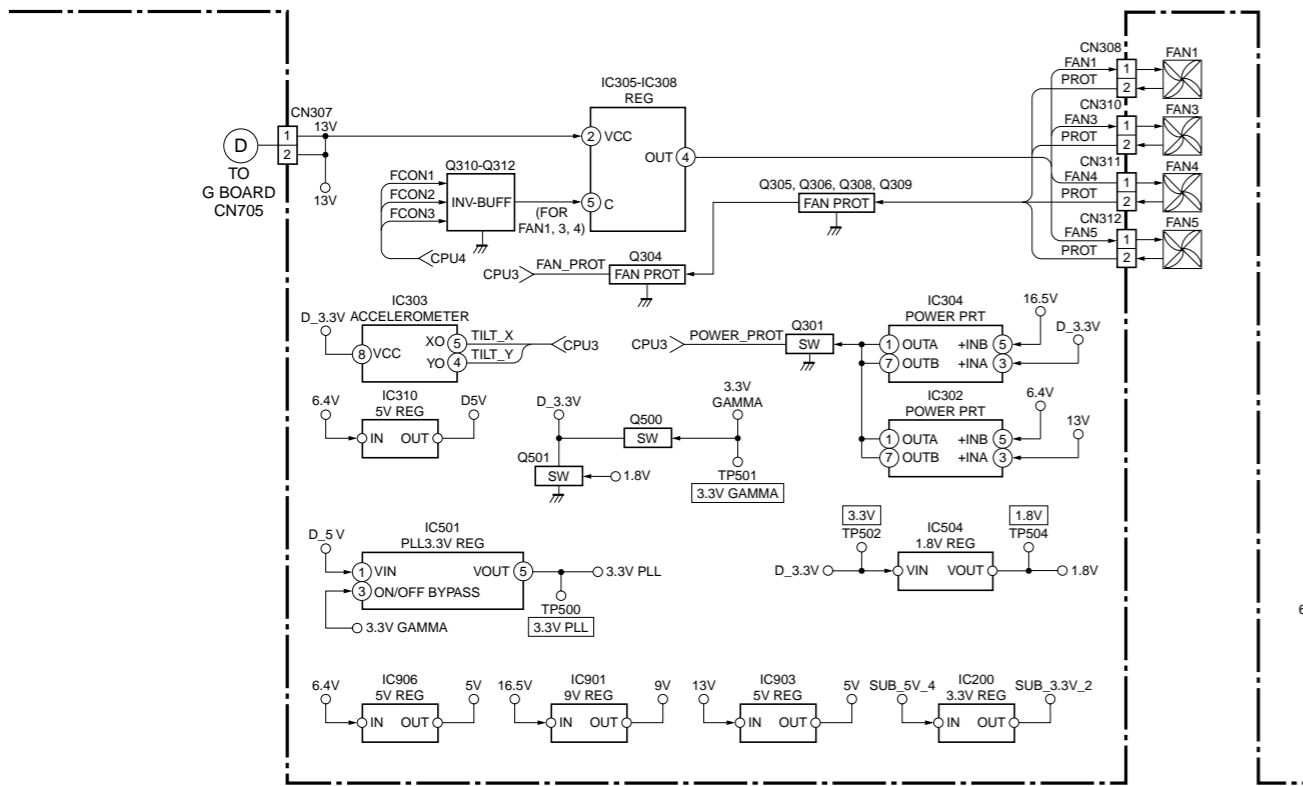 CN308
FAN1
FAN1
1
PROT
2
CN310
FAN3
FAN3
1
PROT
2
CN311
FAN4
FAN4
1
PROT
2
CN312
FAN5
FAN5
1
PROT
2
IC305-IC308
REG
2 VCC
OUT 4
5 C
CN307
1 13V
2
13V
D
TO
G BOARD
CN705
Q310-Q312
FCON1
FCON2
FCON3
INV-BUFF
(FOR
FAN1, 3, 4)
CPU4
Q305, Q306, Q308, Q309
FAN PROT
Q304
CPU3 FAN_PROT FAN PROT
IC303
ACCELEROMETER
D_3.3V
8 VCC
XO 5 TILT_X
YO 4 TILT_Y
CPU3
CPU3 POWER_PROT
Q301
SW
IC304
POWER PRT
16.5V
D_3.3V
1 OUTA +INB 5
7 OUTB +INA 3
IC302
POWER PRT
6.4V
13V
1 OUTA +INB 5
7 OUTB +INA 3
IC310
5V REG
6.4V
D5V
IN OUT
D_3.3V
3.3V
GAMMA
Q500
SW
Q501
SW
1.8V
TP501
3.3V GAMMA
IC501
PLL3.3V REG
D_5 V
1 VIN VOUT 5
3.3V PLL
3 ON/OFF BYPASS
3.3V GAMMA
TP500
3.3V PLL
3.3V
TP502
IC504
1.8V REG
1.8V
TP504
D_3.3V
VIN VOUT
1.8V
6
IC906
5V REG
6.4V
5V
IN OUT
IC901
9V REG
16.5V
9V
IN OUT
IC903
5V REG
13V
5V
IN OUT
IC200
3.3V REG
SUB_5V_4
SUB_3.3V_2
IN OUT